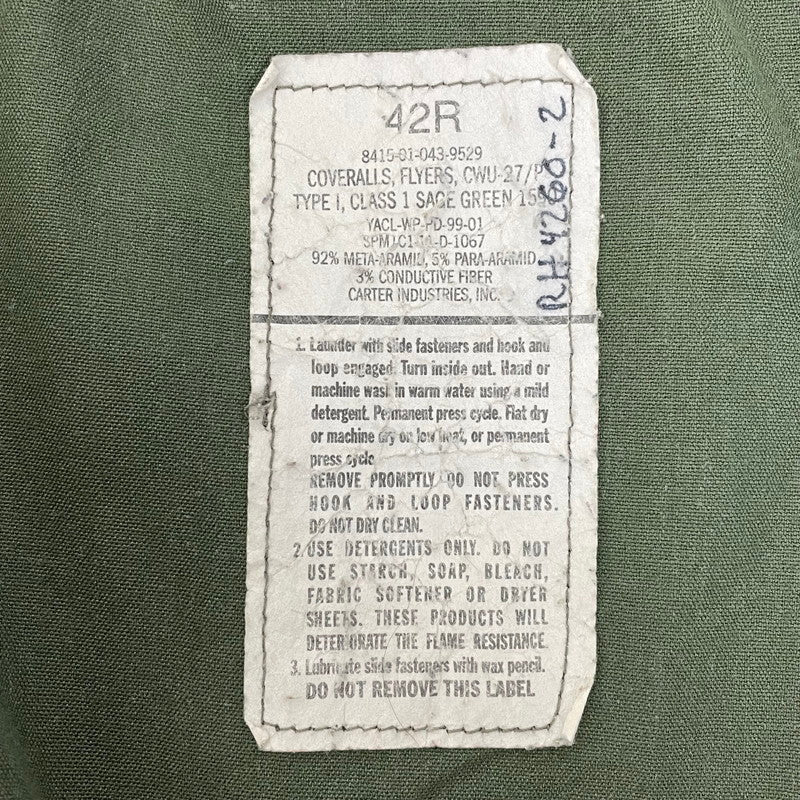 42R
8415-01-043-9529
COVERALLS, FLYERS, CWU-27/P
TYPE I, CLASS 1 SAGE GREEN
YACL-WP-PD-99-01
SPM1C1-11-D-1067
92% META-ARAMID, 5% PARA-ARAMID
3% CONDUCTIVE FIBER
CARTER INDUSTRIES, INC.
RH4260-2
1. Launder with slide fasteners and hook and
loop engaged. Turn inside out. Hand or
machine wash in warm water using a mild
detergent. Permanent press cycle. Flat dry
or machine dry on low heat, or permanent
press cycle
REMOVE PROMPTLY DO NOT PRESS
HOOK AND LOOP FASTENERS.
DO NOT DRY CLEAN.
2. USE DETERGENTS ONLY. DO NOT
USE STARCH, SOAP, BLEACH,
FABRIC SOFTENER OR DRYER
SHEETS. THESE PRODUCTS WILL
DETERIORATE THE FLAME RESISTANCE.
3. Lubricate slide fasteners with wax pencil.
DO NOT REMOVE THIS LABEL